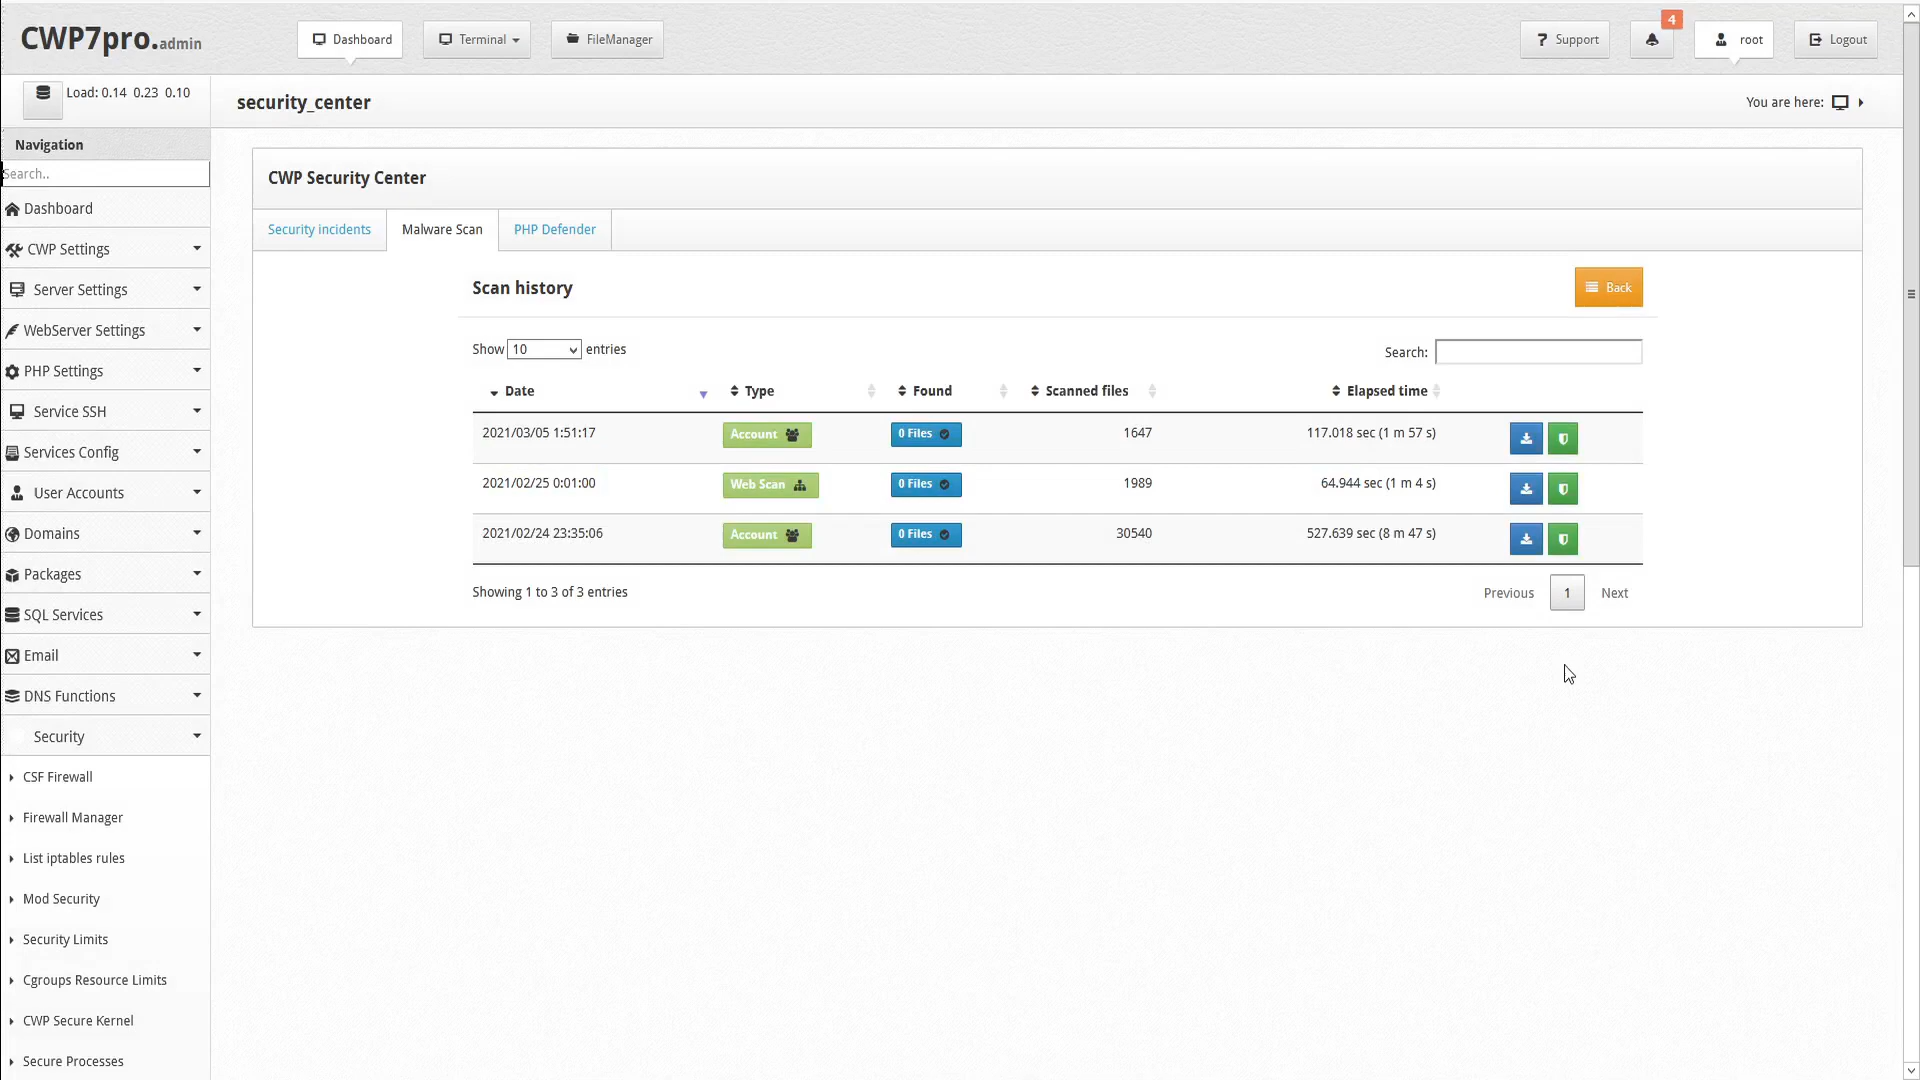 CWP7pro.admin
Dashboard
Terminal
FileManager
Support
4
root
Logout
Load: 0.14 0.23 0.10
security_center
You are here:
Navigation
Search..
Dashboard
CWP Settings
Server Settings
WebServer Settings
PHP Settings
Service SSH
Services Config
User Accounts
Domains
Packages
SQL Services
Email
DNS Functions
Security
CSF Firewall
Firewall Manager
List iptables rules
Mod Security
Security Limits
Cgroups Resource Limits
CWP Secure Kernel
Secure Processes
CWP Security Center
Security incidents
Malware Scan
PHP Defender
Scan history
Back
Show 10 entries
Search:
Date Type Found Scanned files Elapsed time
2021/03/05 1:51:17 Account 0 Files 1647 117.018 sec (1 m 57 s)
2021/02/25 0:01:00 Web Scan 0 Files 1989 64.944 sec (1 m 4 s)
2021/02/24 23:35:06 Account 0 Files 30540 527.639 sec (8 m 47 s)
Showing 1 to 3 of 3 entries
Previous 1 Next